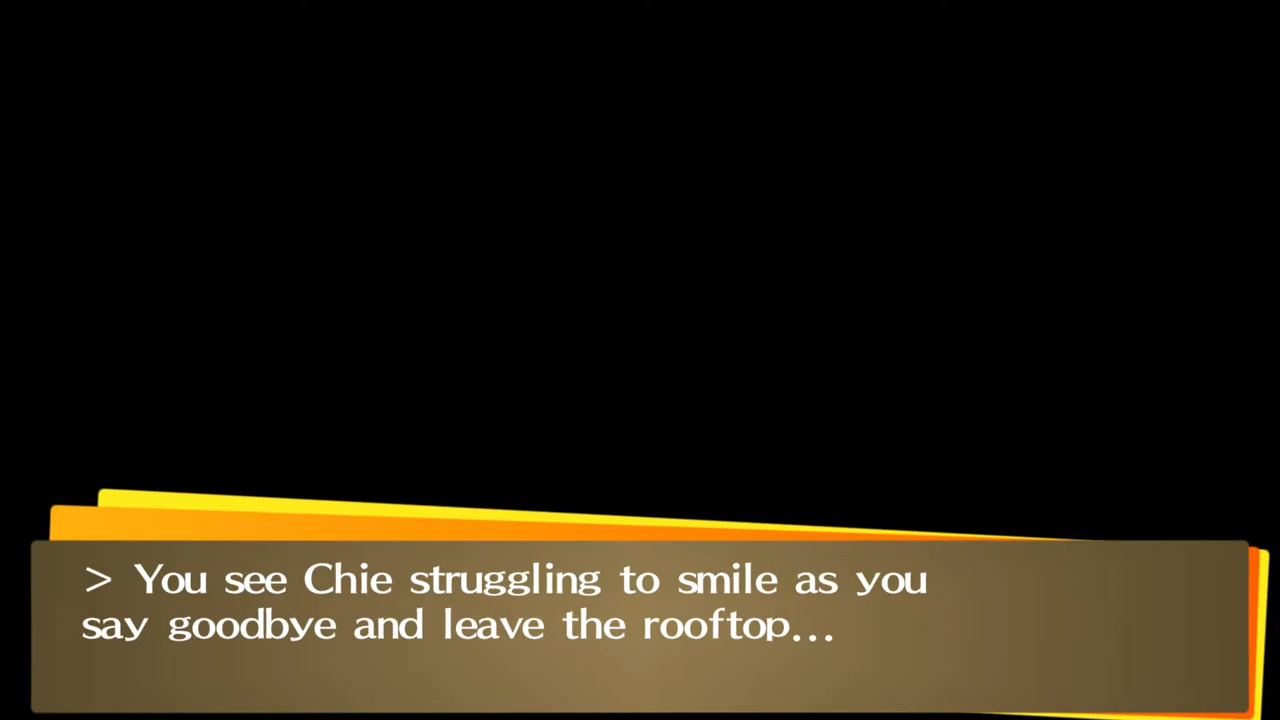 > You see Chie struggling to smile as you
say goodbye and leave the rooftop...